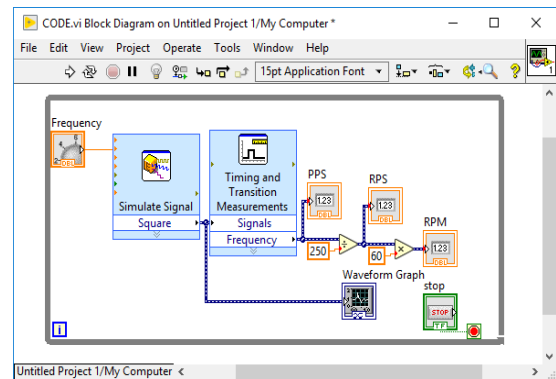 CODE.vi Block Diagram on Untitled Project 1/My Computer *
File Edit View Project Operate Tools Window Help
15pt Application Font
1
Frequency
DBL
Simulate Signal
Square
Timing and
Transition
Measurements
Signals
Frequency
PPS
1.23
DBL
RPS
1.23
DBL
RPM
1.23
DBL
250
60
Waveform Graph
stop
STOP
TF
i
Untitled Project 1/My Computer